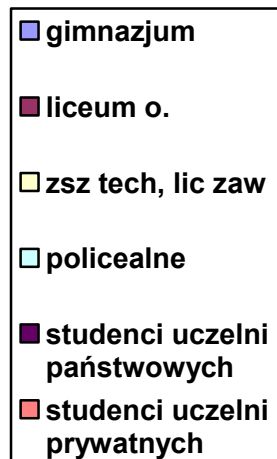 gimnazjum
liceum o.
zsz tech, lic zaw
policealne
studenci uczelni
państwowych
studenci uczelni
prywatnych